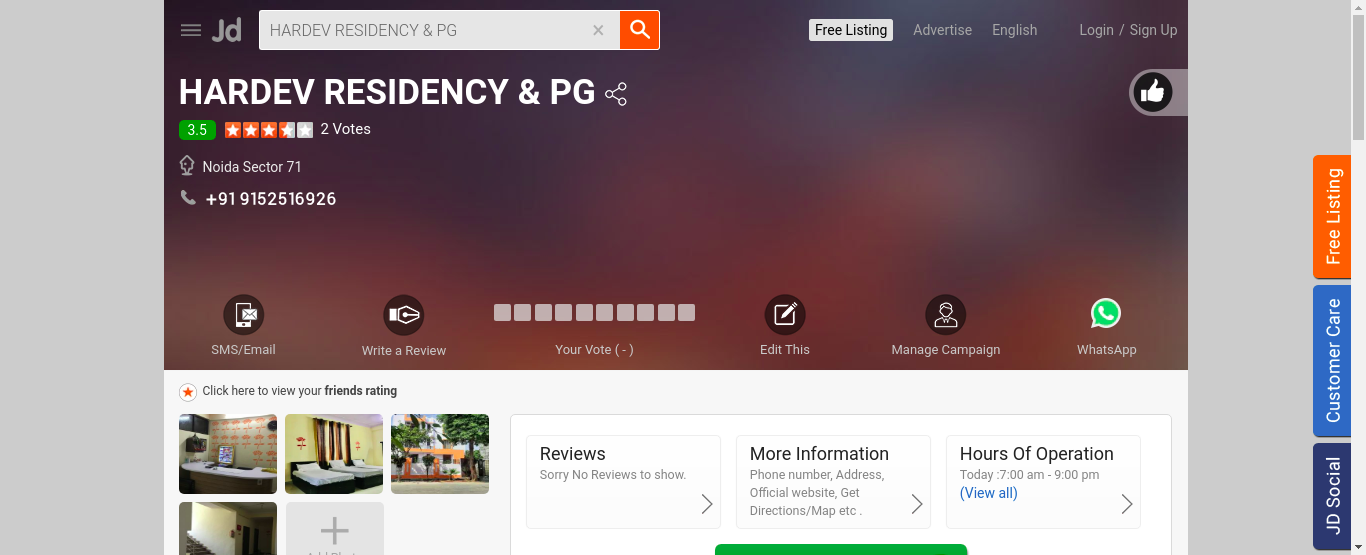 Jd
HARDEV RESIDENCY & PG
Free Listing
Advertise
English
Login / Sign Up
HARDEV RESIDENCY & PG
3.5
2 Votes
Noida Sector 71
+91 9152516926
SMS/Email
Write a Review
Your Vote ( - )
Edit This
Manage Campaign
WhatsApp
Click here to view your friends rating
Reviews
Sorry No Reviews to show.
More Information
Phone number, Address,
Official website, Get
Directions/Map etc .
Hours Of Operation
Today :7:00 am - 9:00 pm
(View all)
Free Listing
Customer Care
JD Social